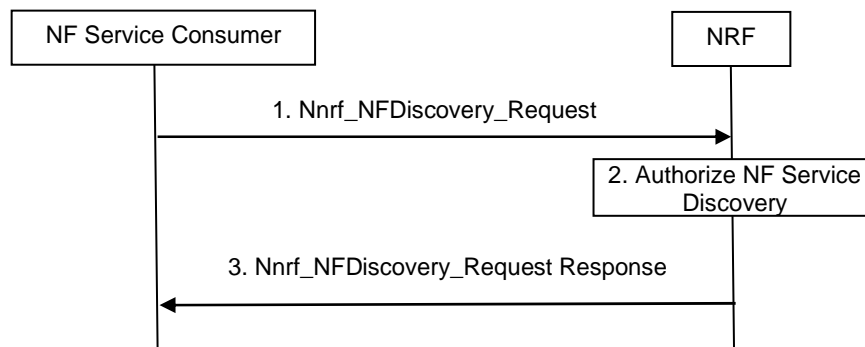 NF Service Consumer
NRF
1. Nnrf_NFDiscovery_Request
2. Authorize NF Service
Discovery
3. Nnrf_NFDiscovery_Request Response